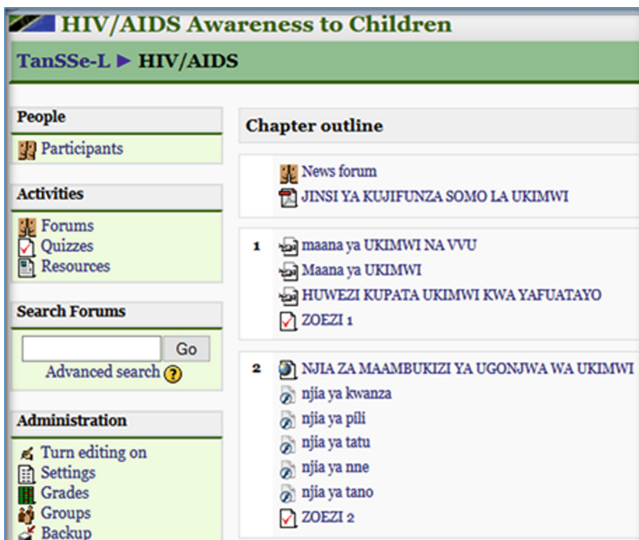 HIV/AIDS Awareness to Children
TanSSe-L ► HIV/AIDS
People
Participants
Activities
Forums
Quizzes
Resources
Search Forums
Go
Advanced search ?
Administration
Turn editing on
Settings
Grades
Groups
Backup
Chapter outline
News forum
JINSI YA KUJIFUNZA SOMO LA UKIMWI
1 maana ya UKIMWI NA VVU
Maana ya UKIMWI
HUWEZI KUPATA UKIMWI KWA YAFUATAYO
ZOEZI 1
2 NJIA ZA MAAMBUKIZI YA UGONJWA WA UKIMWI
njia ya kwanza
njia ya pili
njia ya tatu
njia ya nne
njia ya tano
ZOEZI 2